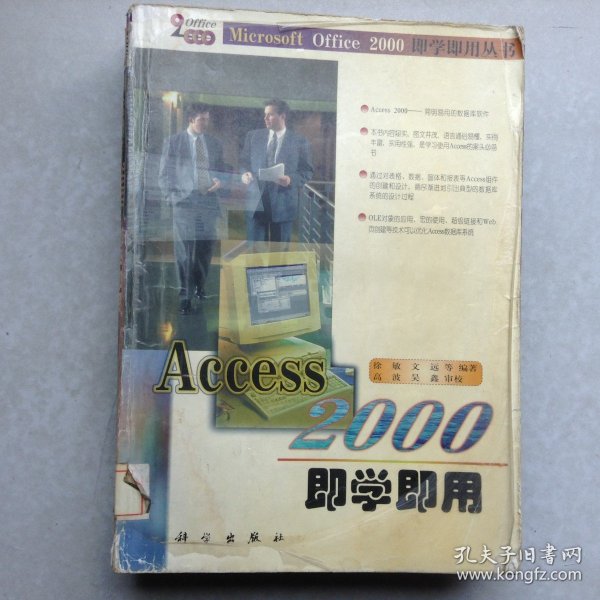 Office
2000
Microsoft Office 2000 即学即用丛书
Access 2000——简明易用的数据库软件
本书内容翔实、图文并茂、语言通俗易懂、实例
丰富、实用性强，是学习使用Access的案头必备
书
通过对表格、数据、窗体和报表等Access组件
的创建和设计，循序渐进地引出典型的数据库
系统的设计过程
OLE对象的应用、宏的使用、超级链接和Web
页创建等技术可以优化Access数据库系统
徐敏 文远等 编著
高波 吴鑫 审校
Access
2000
即学即用
科学出版社
孔夫子旧书网
www.kongfz.com